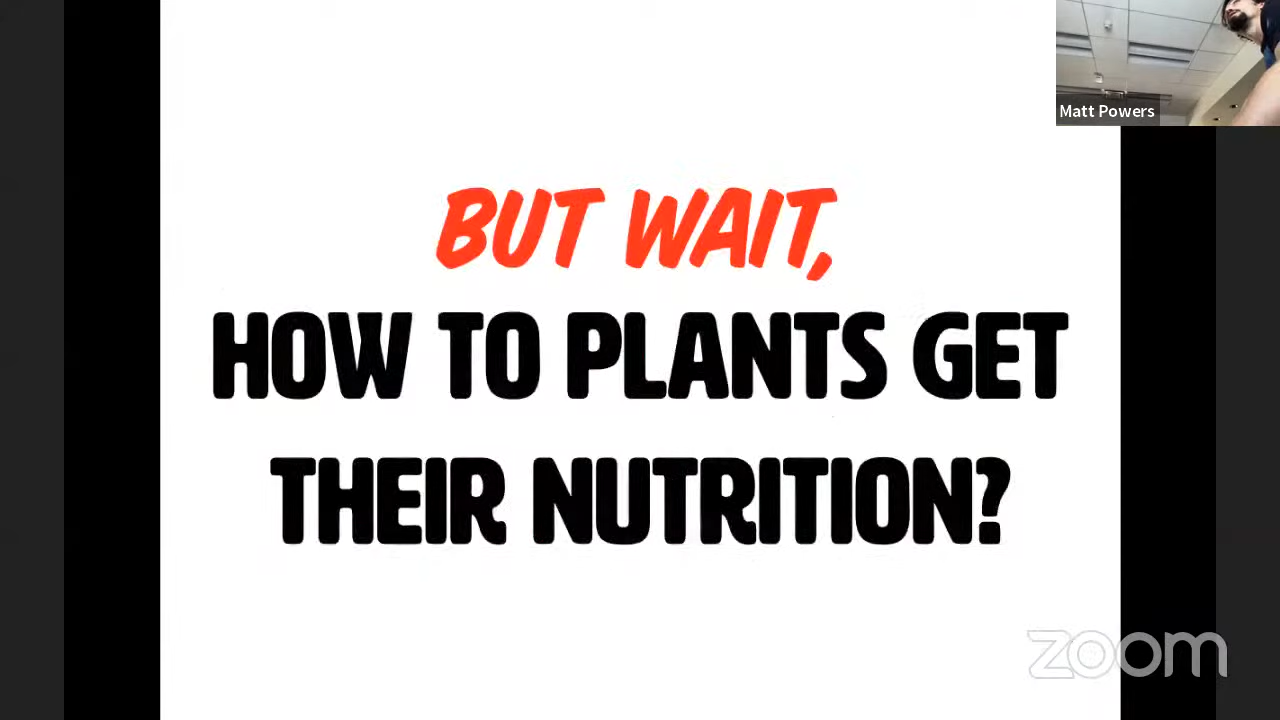 Matt Powers
BUT WAIT,
HOW TO PLANTS GET
THEIR NUTRITION?
zoom